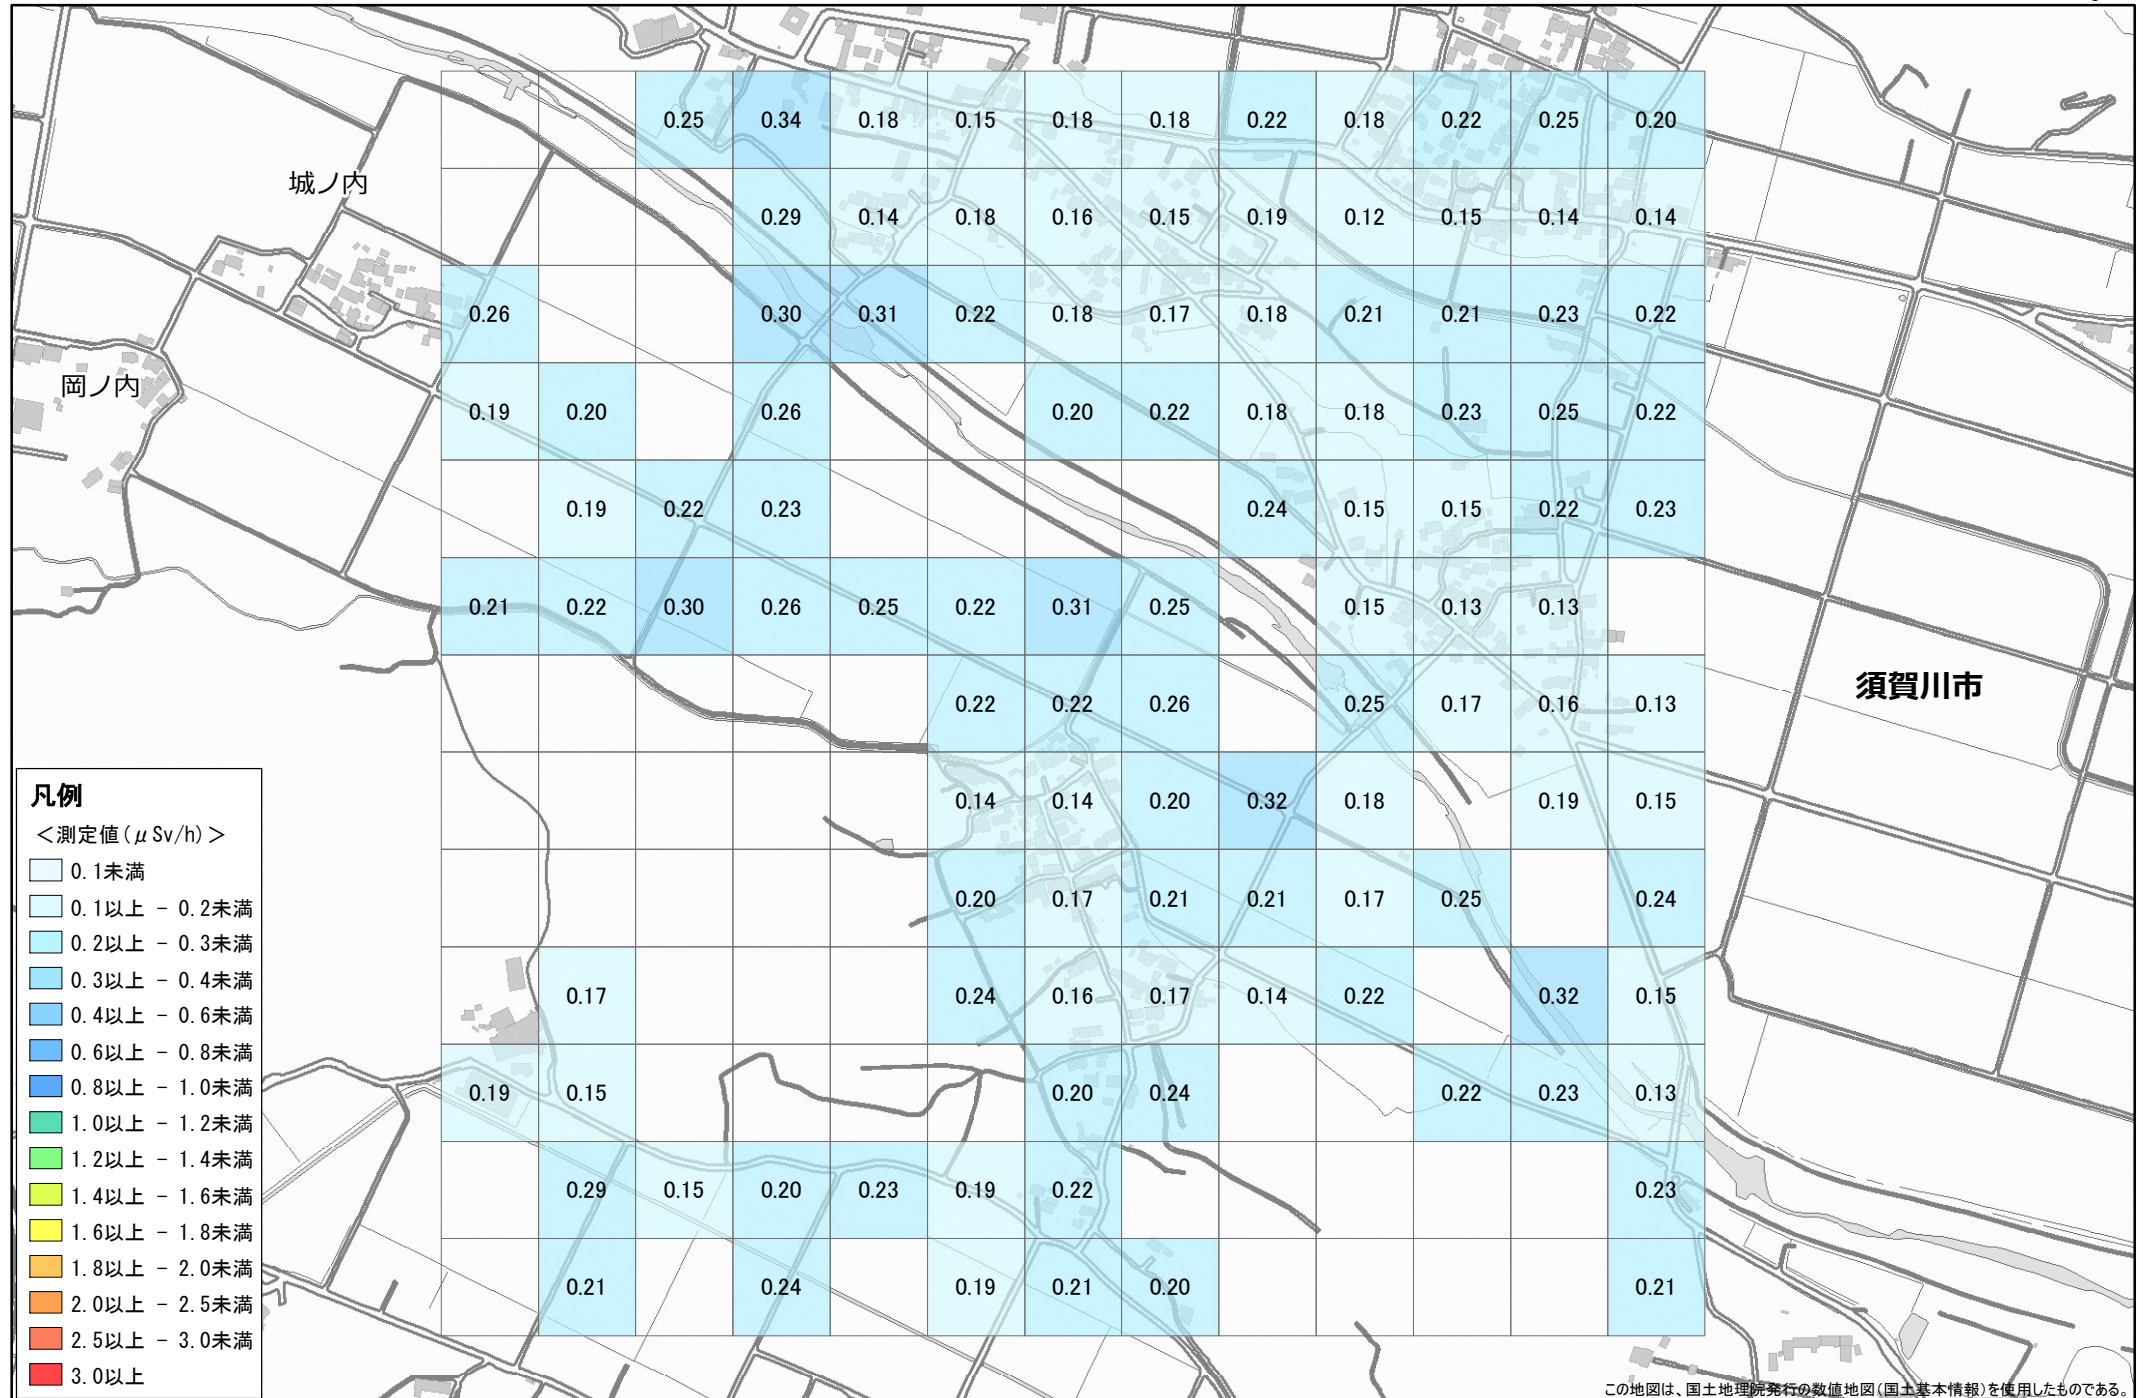 0.25 0.34 0.18 0.15 0.18 0.18 0.22 0.18 0.22 0.25 0.20
城ノ内
0.29 0.14 0.18 0.16 0.15 0.19 0.12 0.15 0.14 0.14
0.26 0.30 0.31 0.22 0.18 0.17 0.18 0.21 0.21 0.23 0.22
岡ノ内
0.19 0.20 0.26 0.20 0.22 0.18 0.18 0.23 0.25 0.22
0.19 0.22 0.23 0.24 0.15 0.15 0.22 0.23
0.21 0.22 0.30 0.26 0.25 0.22 0.31 0.25 0.15 0.13 0.13
須賀川市
0.22 0.22 0.26 0.25 0.17 0.16 0.13
0.14 0.14 0.20 0.32 0.18 0.19 0.15
0.20 0.17 0.21 0.21 0.17 0.25 0.24
0.17 0.24 0.16 0.17 0.14 0.22 0.32 0.15
0.19 0.15 0.20 0.24 0.22 0.23 0.13
0.29 0.15 0.20 0.23 0.19 0.22 0.23
0.21 0.24 0.19 0.21 0.20 0.21
凡例
＜測定値(μSv/h)＞
0.1未満
0.1以上 - 0.2未満
0.2以上 - 0.3未満
0.3以上 - 0.4未満
0.4以上 - 0.6未満
0.6以上 - 0.8未満
0.8以上 - 1.0未満
1.0以上 - 1.2未満
1.2以上 - 1.4未満
1.4以上 - 1.6未満
1.6以上 - 1.8未満
1.8以上 - 2.0未満
2.0以上 - 2.5未満
2.5以上 - 3.0未満
3.0以上
この地図は、国土地理院発行の数値地図(国土基本情報)を使用したものである。